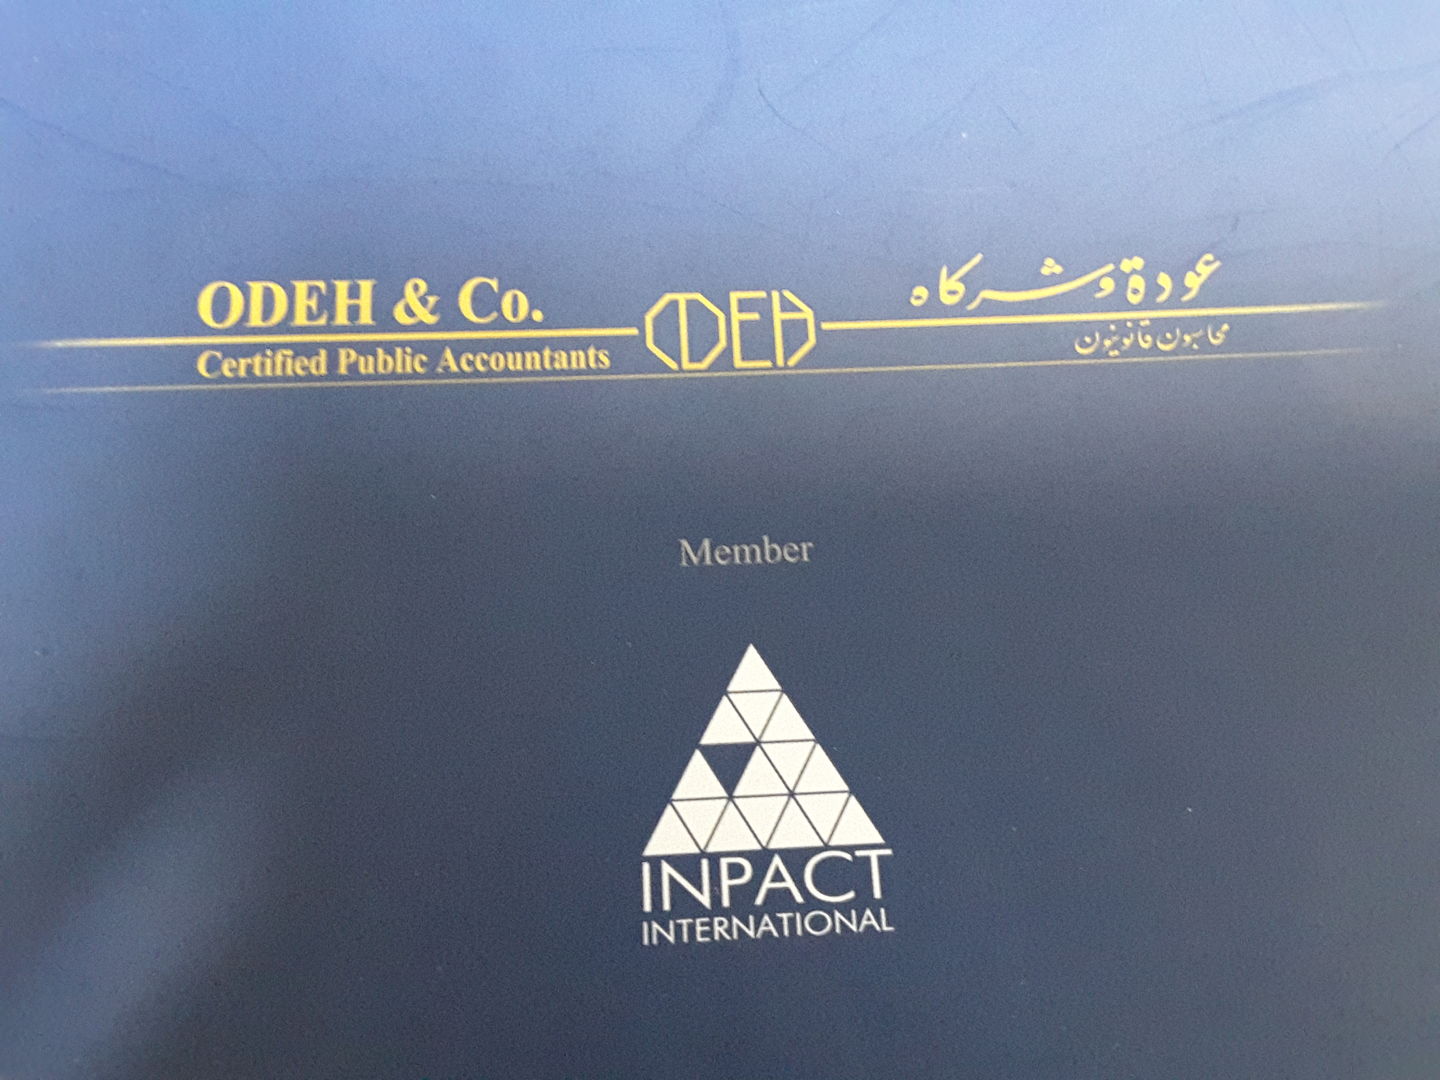 ODEH & Co.
Certified Public Accountants
ODEH
عودة وشركاه
محاسبون قانونيون
Member
INPACT
INTERNATIONAL